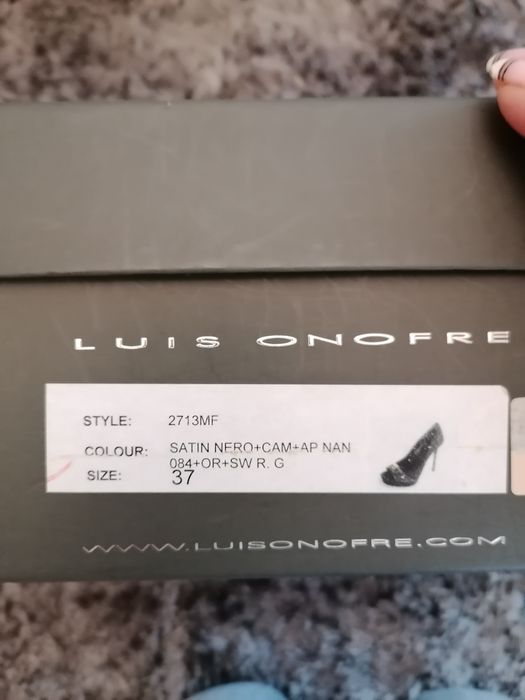 LUIS ONOFRE
STYLE: 2713MF
COLOUR: SATIN NERO+CAM+AP NAN
084+OR+SW R. G
SIZE: 37
WWW.LUISONOFRE.COM